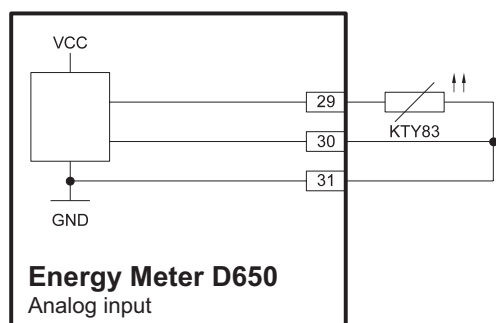 VCC
29
KTY83
30
31
GND
Energy Meter D650
Analog input